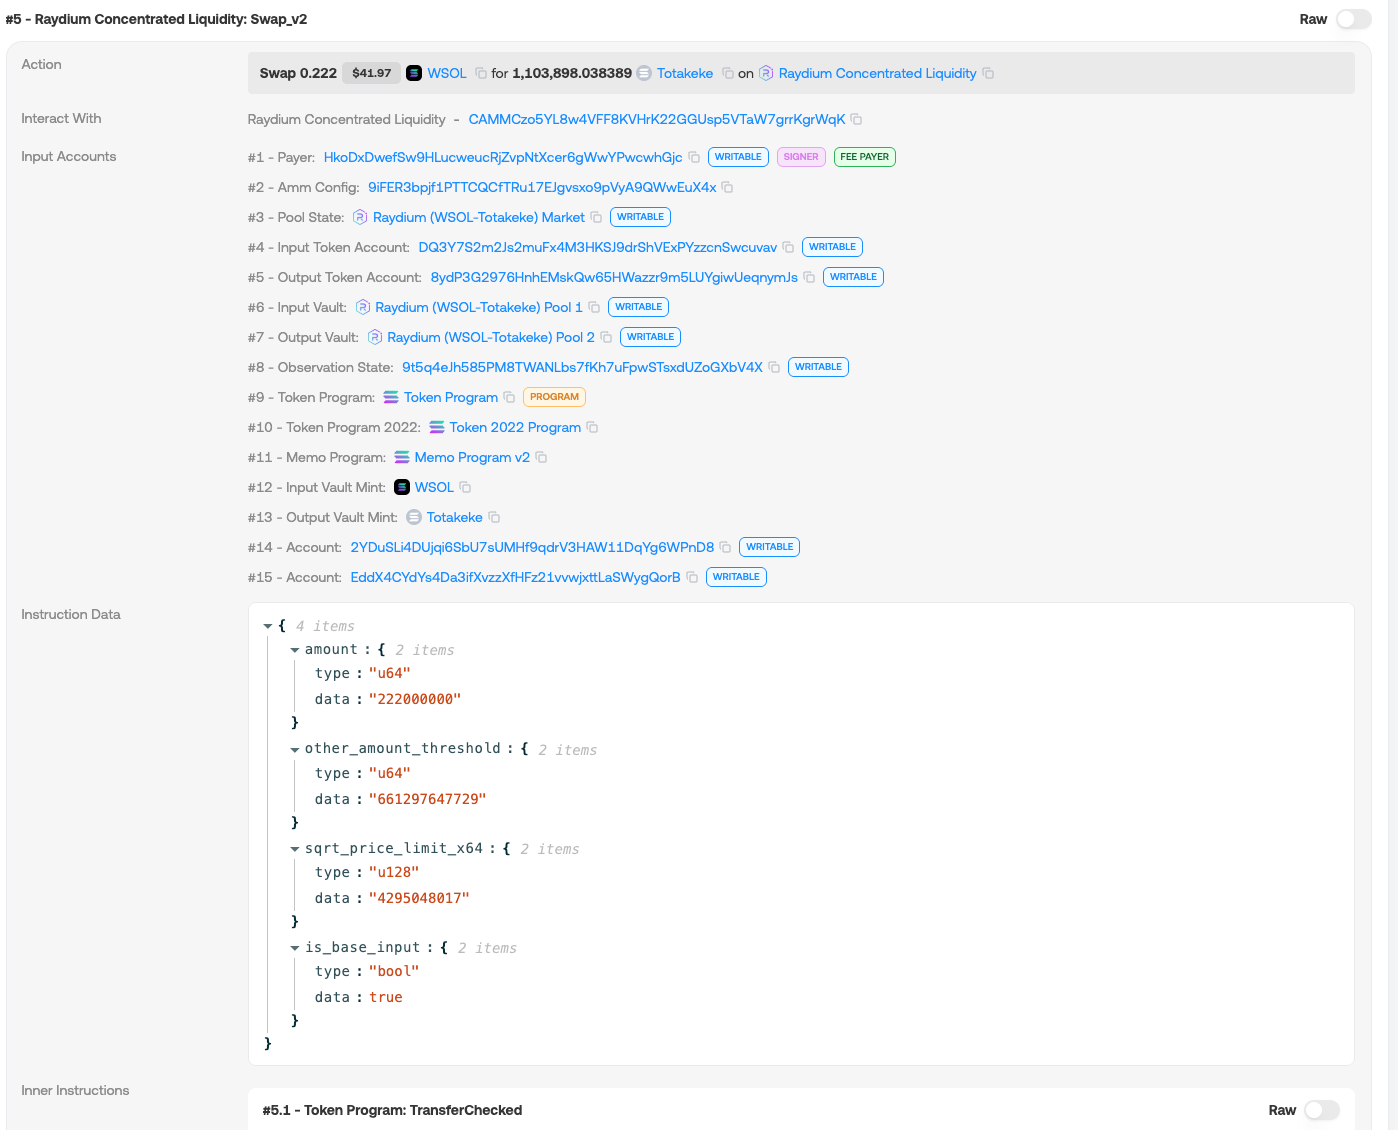 #5 - Raydium Concentrated Liquidity: Swap_v2
Raw
Action
Swap 0.222 $41.97 WSOL for 1,103,898.038389 Totakeke on Raydium Concentrated Liquidity
Interact With
Raydium Concentrated Liquidity - CAMMCzo5YL8w4VFF8KVHrK22GGUsp5VTaW7grrKgrWqK
Input Accounts
#1 - Payer: HkoDxDwefSw9HLucweucRjZvpNtXcer6gWwYPwcwhGjc WRITABLE SIGNER FEE PAYER
#2 - Amm Config: 9iFER3bpjf1PTTCQCfTRu17EJgvsxo9pVyA9QWwEuX4x
#3 - Pool State: Raydium (WSOL-Totakeke) Market WRITABLE
#4 - Input Token Account: DQ3Y7S2m2Js2muFx4M3HKSJ9drShVExPYzzcnSwcuvav WRITABLE
#5 - Output Token Account: 8ydP3G2976HnhEMskQw65HWazzr9m5LUYgiwUeqnymJs WRITABLE
#6 - Input Vault: Raydium (WSOL-Totakeke) Pool 1 WRITABLE
#7 - Output Vault: Raydium (WSOL-Totakeke) Pool 2 WRITABLE
#8 - Observation State: 9t5q4eJh585PM8TWANLbs7fKh7uFpwSTsxdUZoGXbV4X WRITABLE
#9 - Token Program: Token Program PROGRAM
#10 - Token Program 2022: Token 2022 Program
#11 - Memo Program: Memo Program v2
#12 - Input Vault Mint: WSOL
#13 - Output Vault Mint: Totakeke
#14 - Account: 2YDuSLi4DUjqi6SbU7sUMHf9qdrV3HAW11DqYg6WPnD8 WRITABLE
#15 - Account: EddX4CYdYs4Da3ifXvzzXfHFz21vvwjxttLaSWygQorB WRITABLE
Instruction Data
{ 4 items
amount : { 2 items
type : "u64"
data : "222000000"
}
other_amount_threshold : { 2 items
type : "u64"
data : "661297647729"
}
sqrt_price_limit_x64 : { 2 items
type : "u128"
data : "4295048017"
}
is_base_input : { 2 items
type : "bool"
data : true
}
}
Inner Instructions
#5.1 - Token Program: TransferChecked
Raw